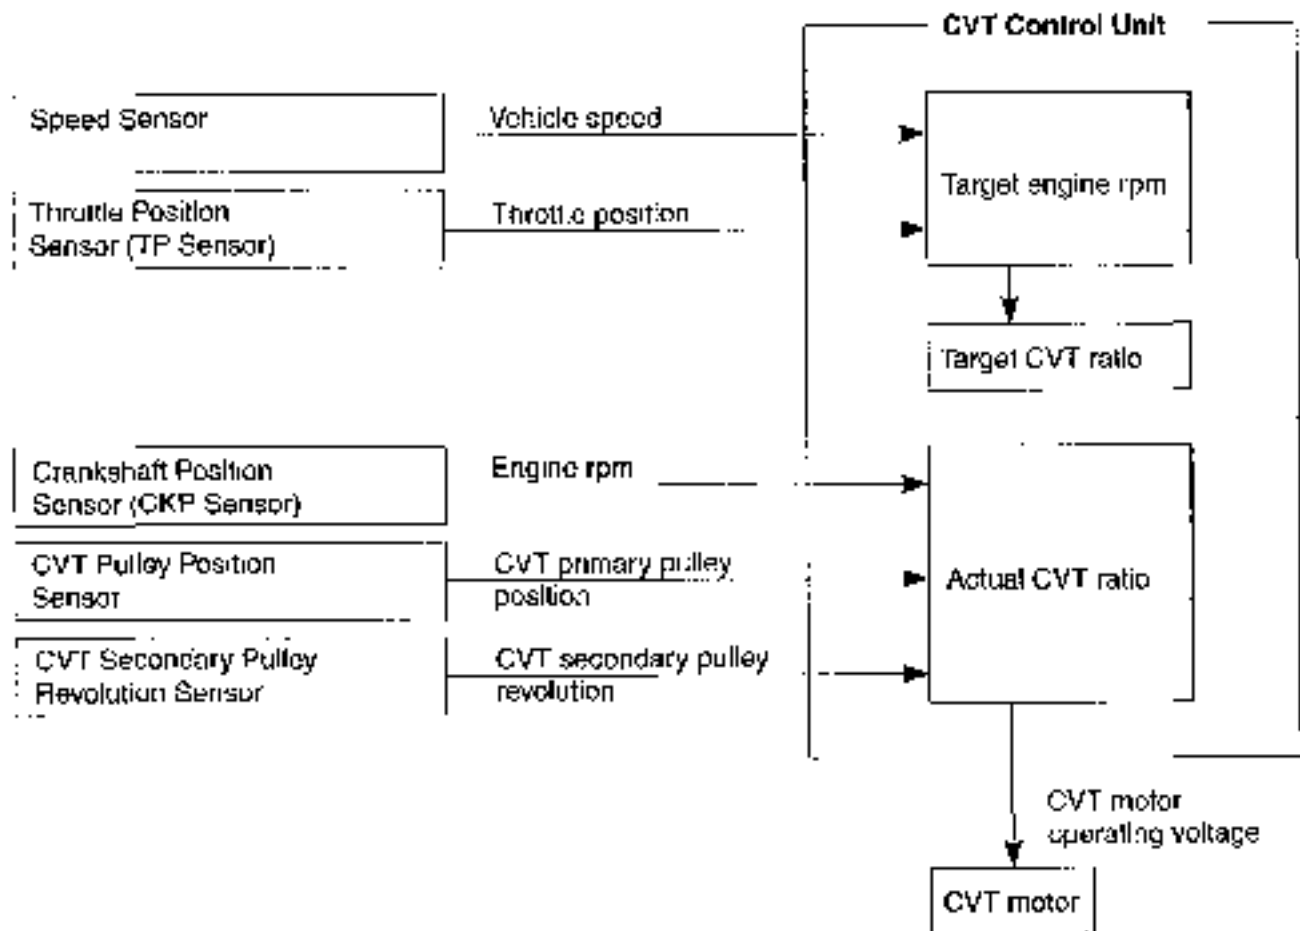 CVT Control Unit
Speed Sensor
Vehicle speed
Throttle Position
Sensor (TP Sensor)
Throttle position
Target engine rpm
Target CVT ratio
Crankshaft Position
Sensor (CKP Sensor)
Engine rpm
CVT Pulley Position
Sensor
CVT primary pulley
position
Actual CVT ratio
CVT Secondary Pulley
Revolution Sensor
CVT secondary pulley
revolution
CVT motor
operating voltage
CVT motor